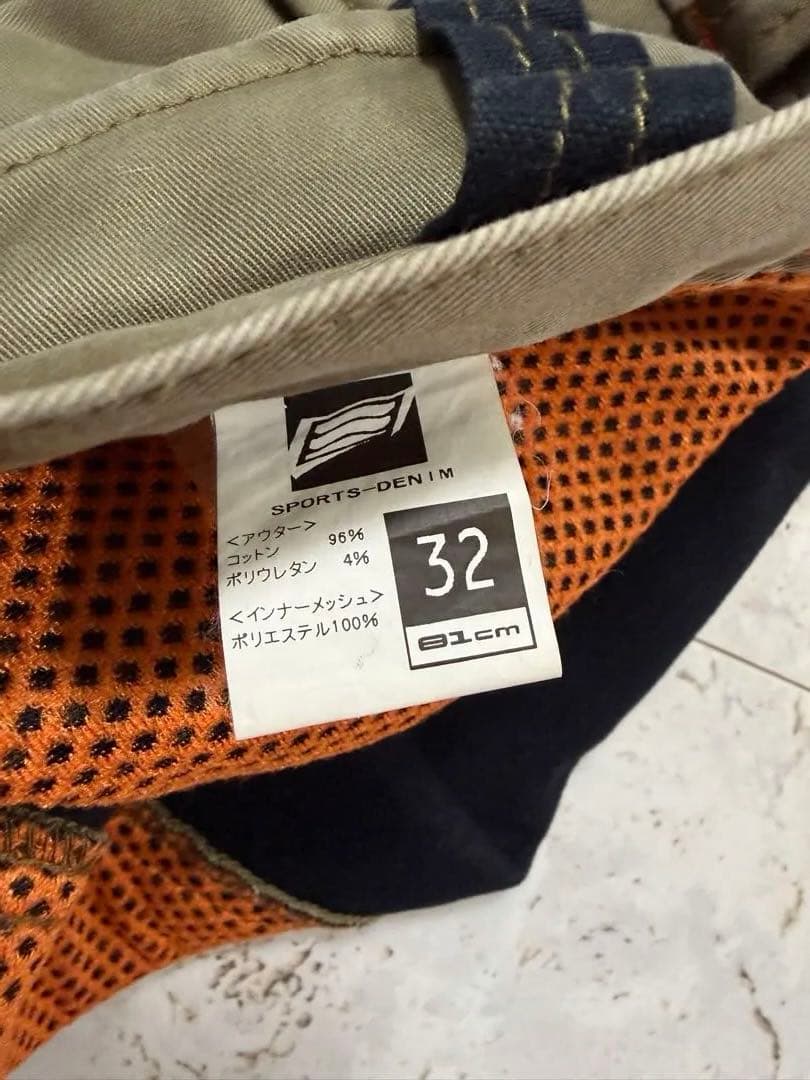 SPORTS-DENIM
<アウター>
コットン 96%
ポリウレタン 4%
<インナーメッシュ>
ポリエステル100%
32
81cm